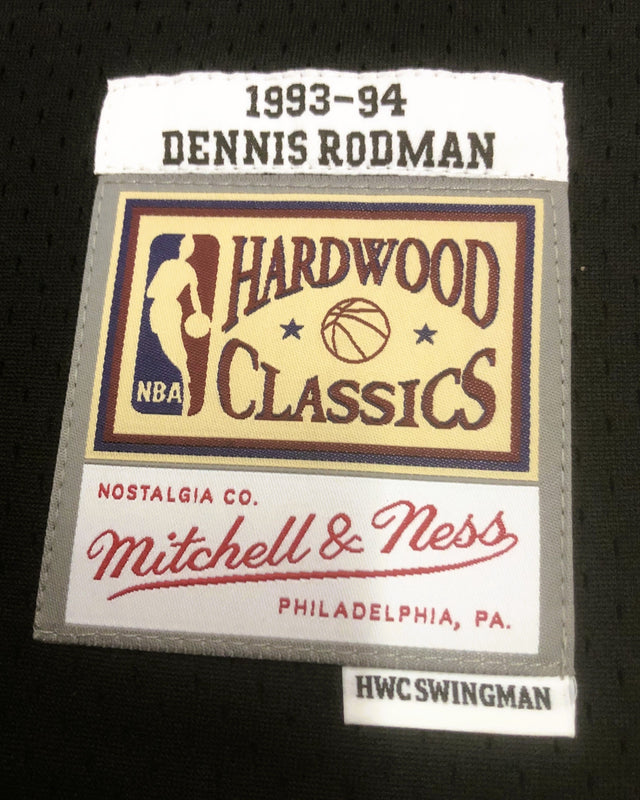 1993-94
DENNIS RODMAN
HARDWOOD
CLASSICS
NBA
NOSTALGIA CO.
Mitchell & Ness
PHILADELPHIA, PA.
HWC SWINGMAN